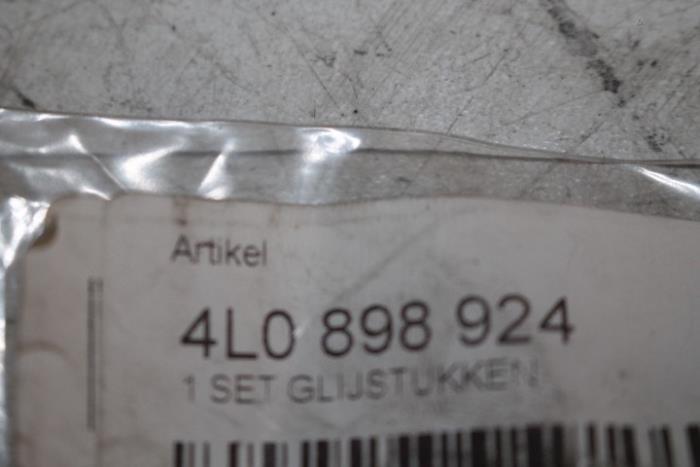 Artikel
4L0 898 924
1 SET GLIJSTUKKEN